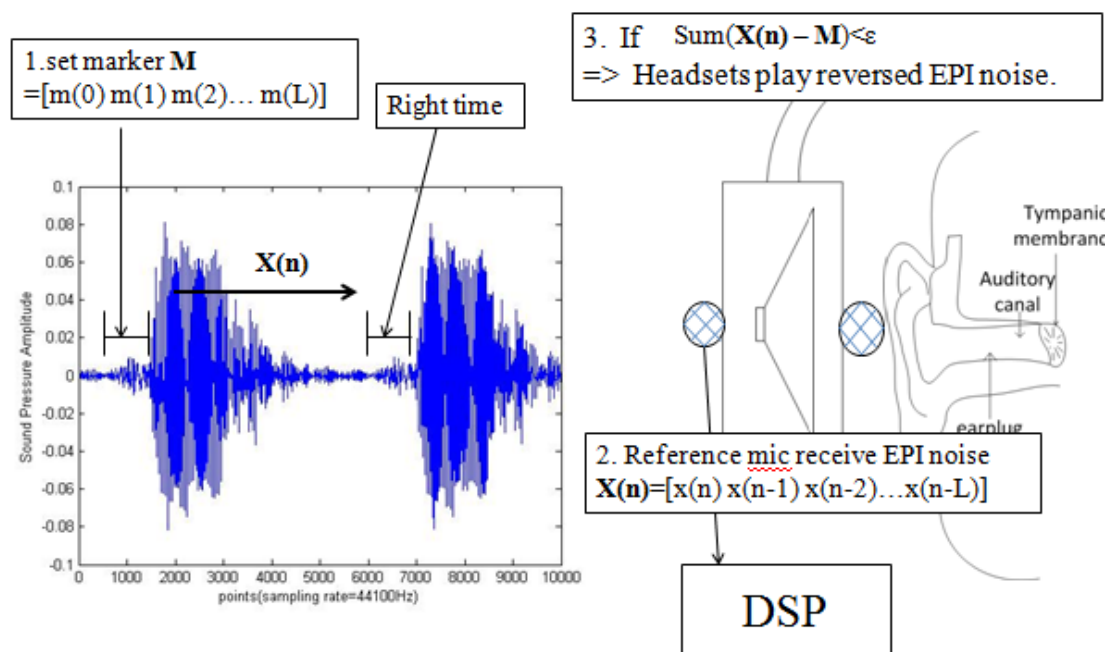 1.set marker M
=[m(0) m(1) m(2)... m(L)]
Right time
3. If Sum(X(n) – M)<ε
=> Headsets play reversed EPI noise.
X(n)
0.1
0.08
0.06
0.04
0.02
0
-0.02
-0.04
-0.06
-0.08
-0.1
Sound Pressure Amplitude
0 1000 2000 3000 4000 5000 6000 7000 8000 9000 10000
points(sampling rate=44100Hz)
Tympanic
membrane
Auditory
canal
earplug
2. Reference mic receive EPI noise
X(n)=[x(n) x(n-1) x(n-2)...x(n-L)]
DSP